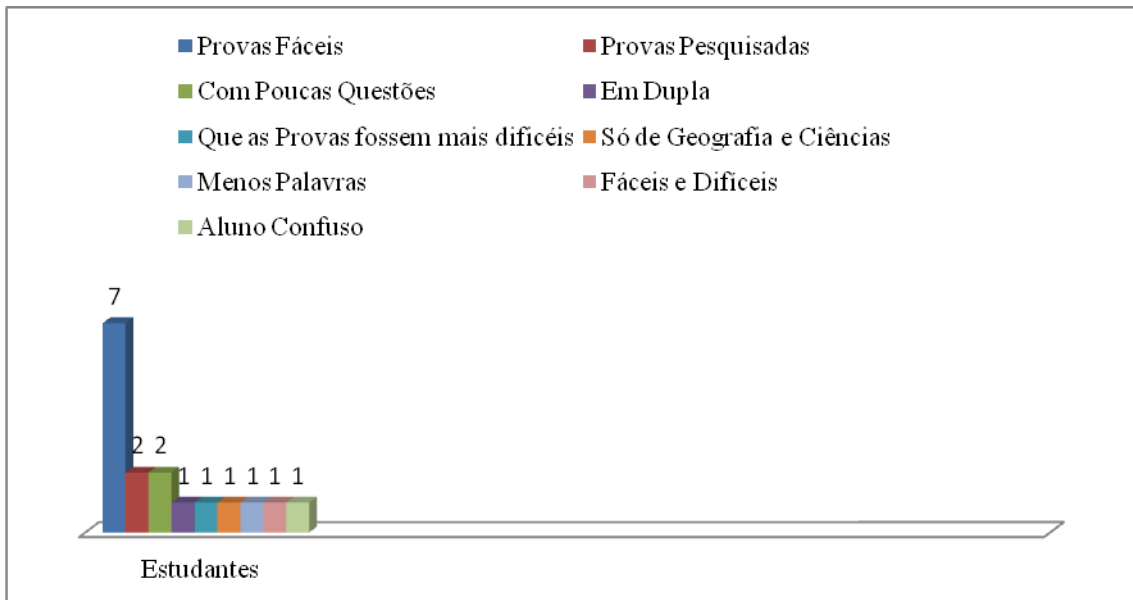 Provas Fáceis
Provas Pesquisadas
Com Poucas Questões
Em Dupla
Que as Provas fossem mais dificéis
Só de Geografia e Ciências
Menos Palavras
Fáceis e Difíceis
Aluno Confuso
7
2 2
1 1 1 1 1 1
Estudantes